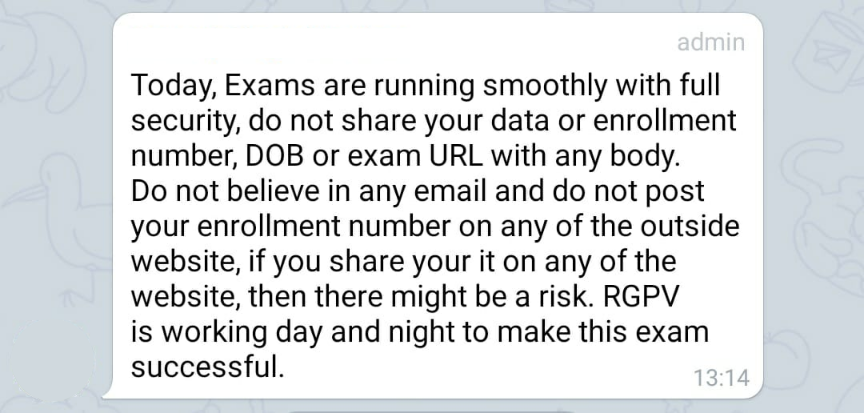 admin
Today, Exams are running smoothly with full
security, do not share your data or enrollment
number, DOB or exam URL with any body.
Do not believe in any email and do not post
your enrollment number on any of the outside
website, if you share your it on any of the
website, then there might be a risk. RGPV
is working day and night to make this exam
successful.
13:14